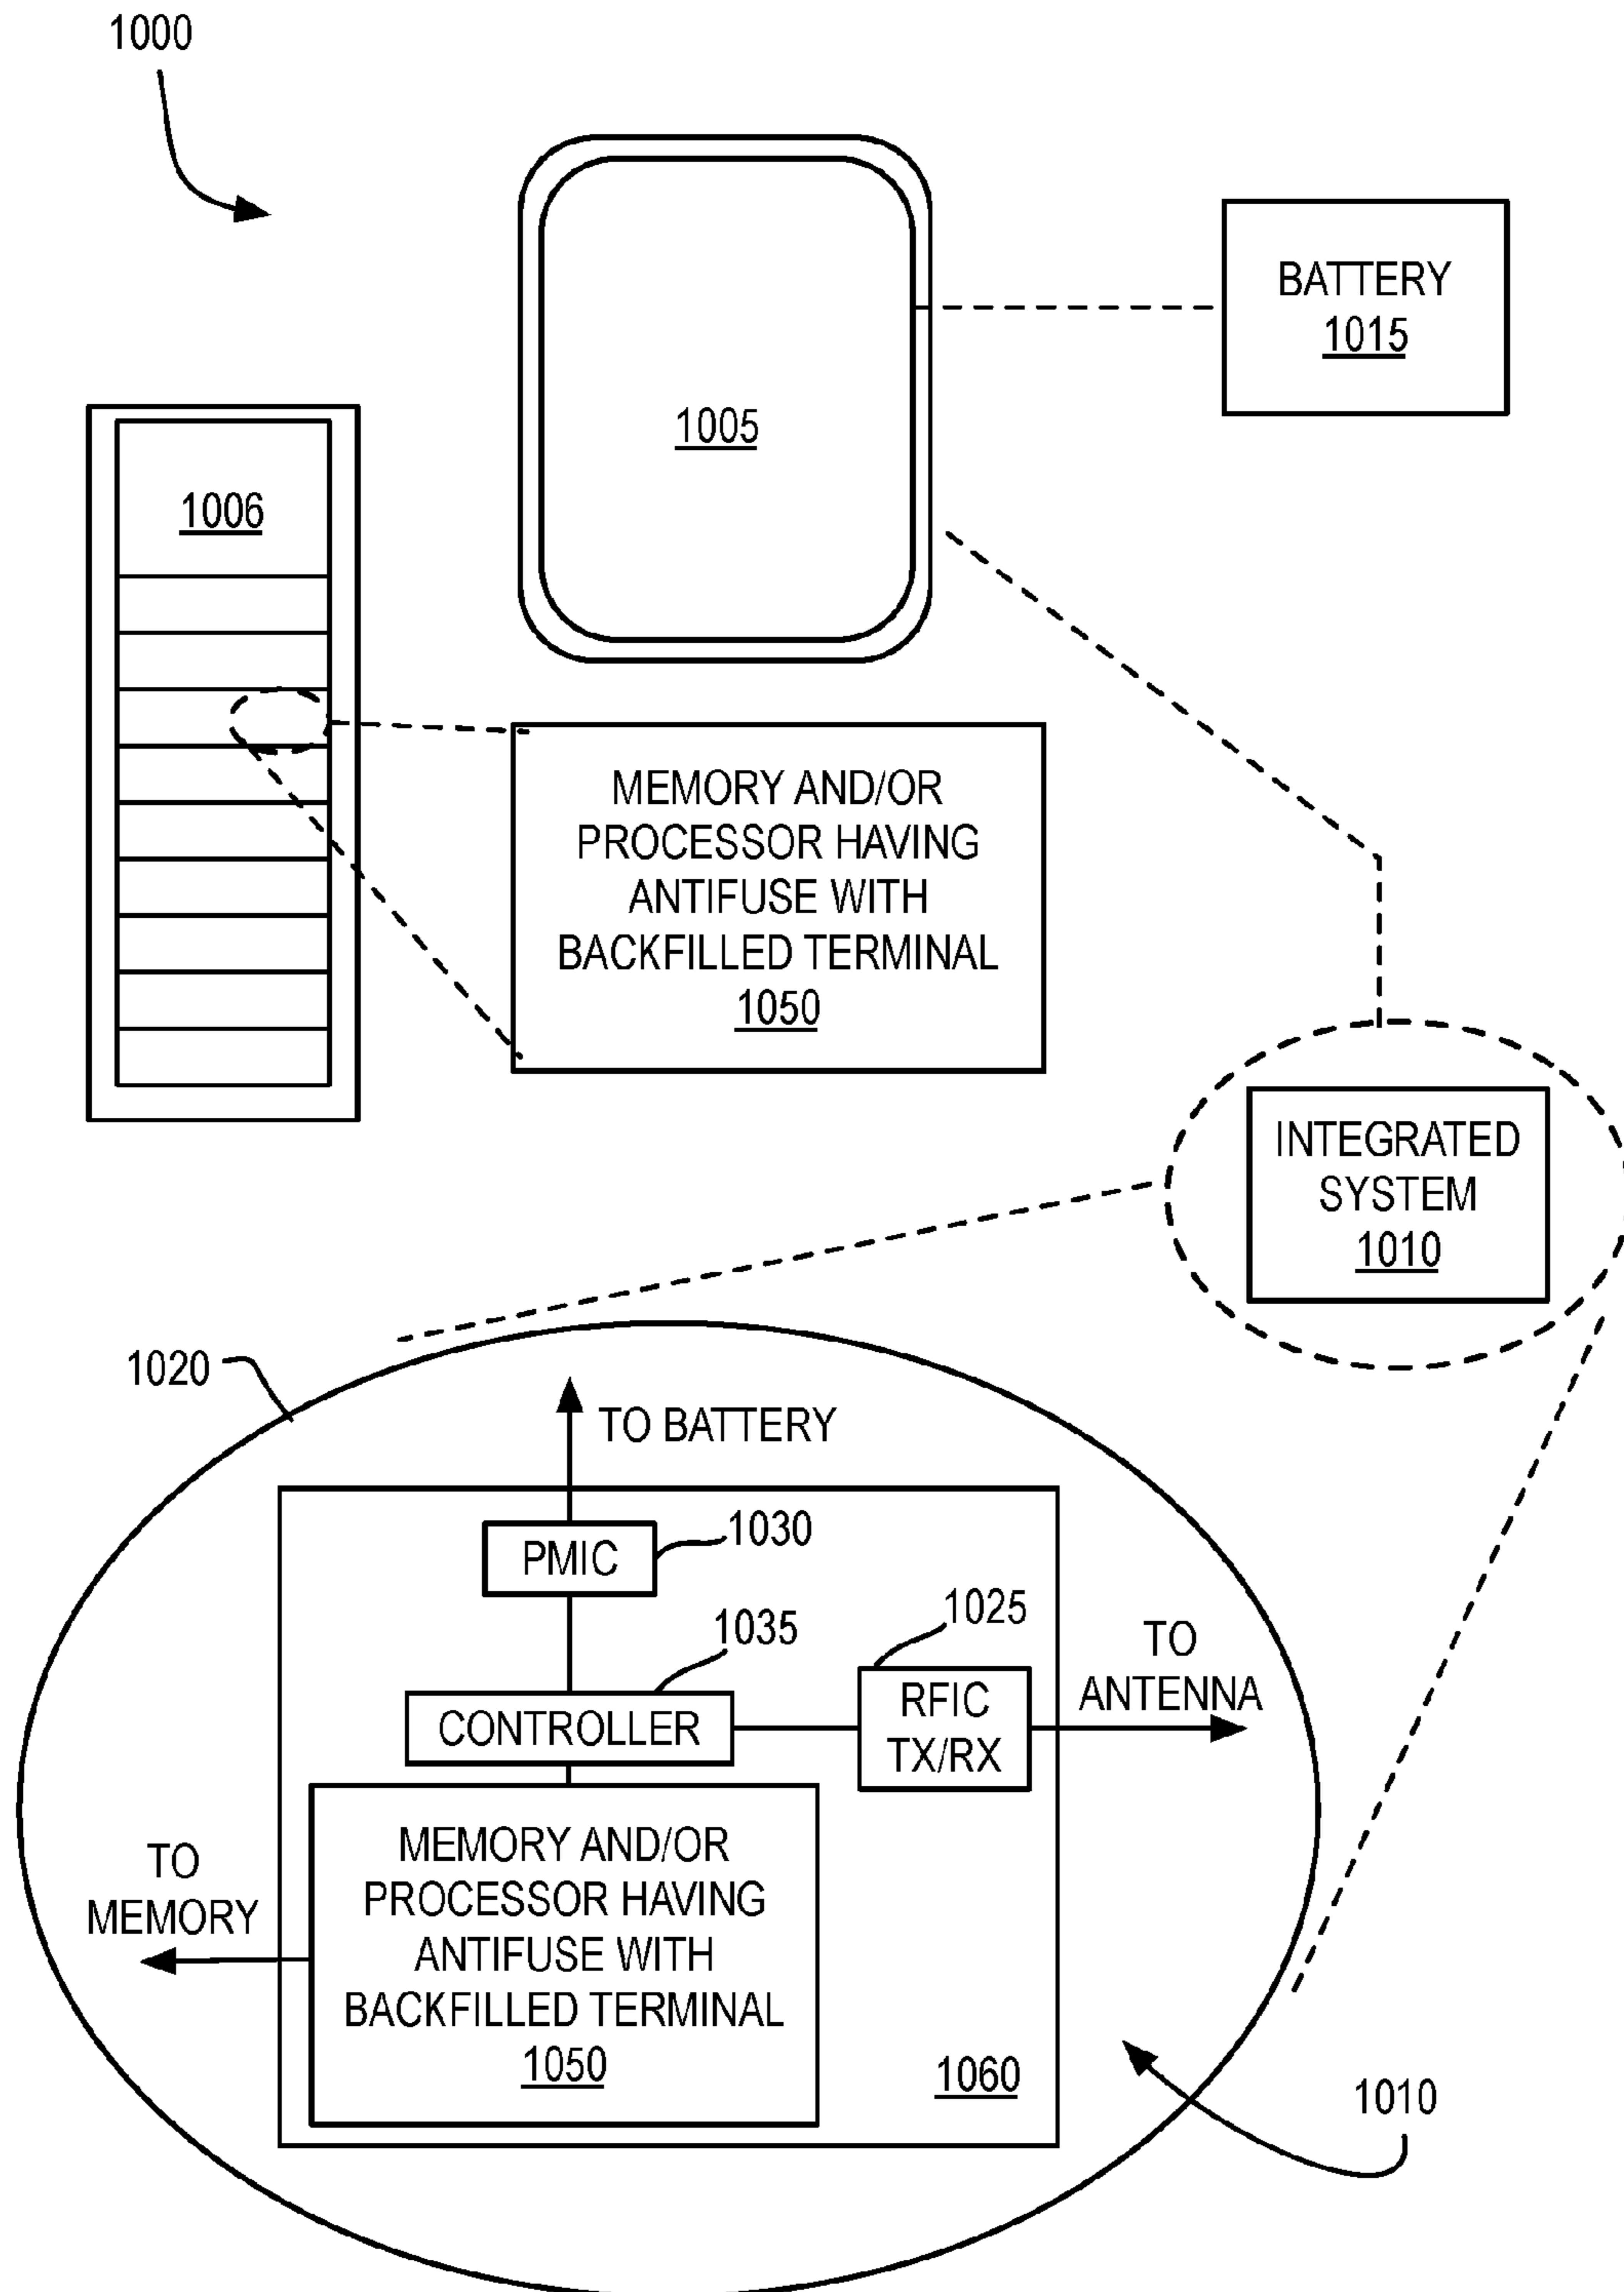 1000
BATTERY
1015
1005
1006
MEMORY AND/OR
PROCESSOR HAVING
ANTIFUSE WITH
BACKFILLED TERMINAL
1050
INTEGRATED
SYSTEM
1010
1020
TO BATTERY
PMIC
1030
1035
1025
CONTROLLER
RFIC
TX/RX
TO
ANTENNA
MEMORY AND/OR
PROCESSOR HAVING
ANTIFUSE WITH
BACKFILLED TERMINAL
1050
TO
MEMORY
1060
1010